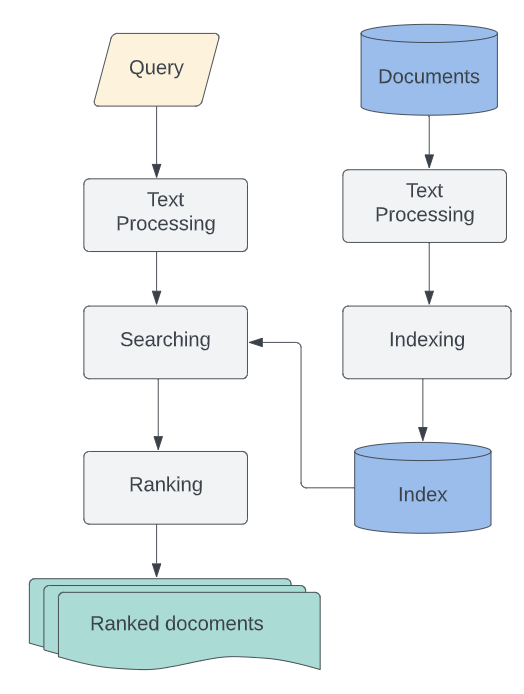 Query
Documents
Text
Processing
Text
Processing
Searching
Indexing
Ranking
Index
Ranked docoments